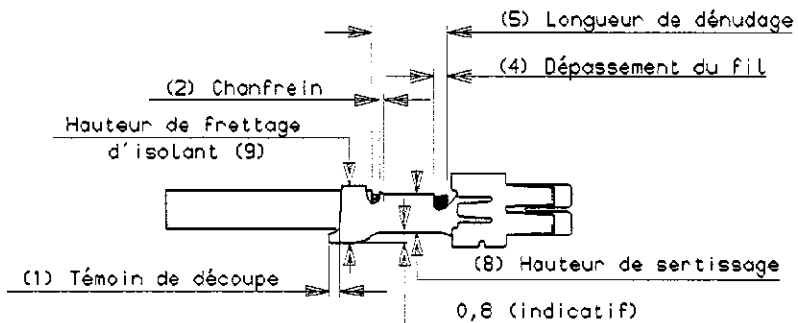 (5) Longueur de dénudage
(4) Dépassement du fil
(2) Chanfrein
Hauteur de frettage
d'isolant (9)
(1) Témoin de découpe
(8) Hauteur de sertissage
0,8 (indicatif)